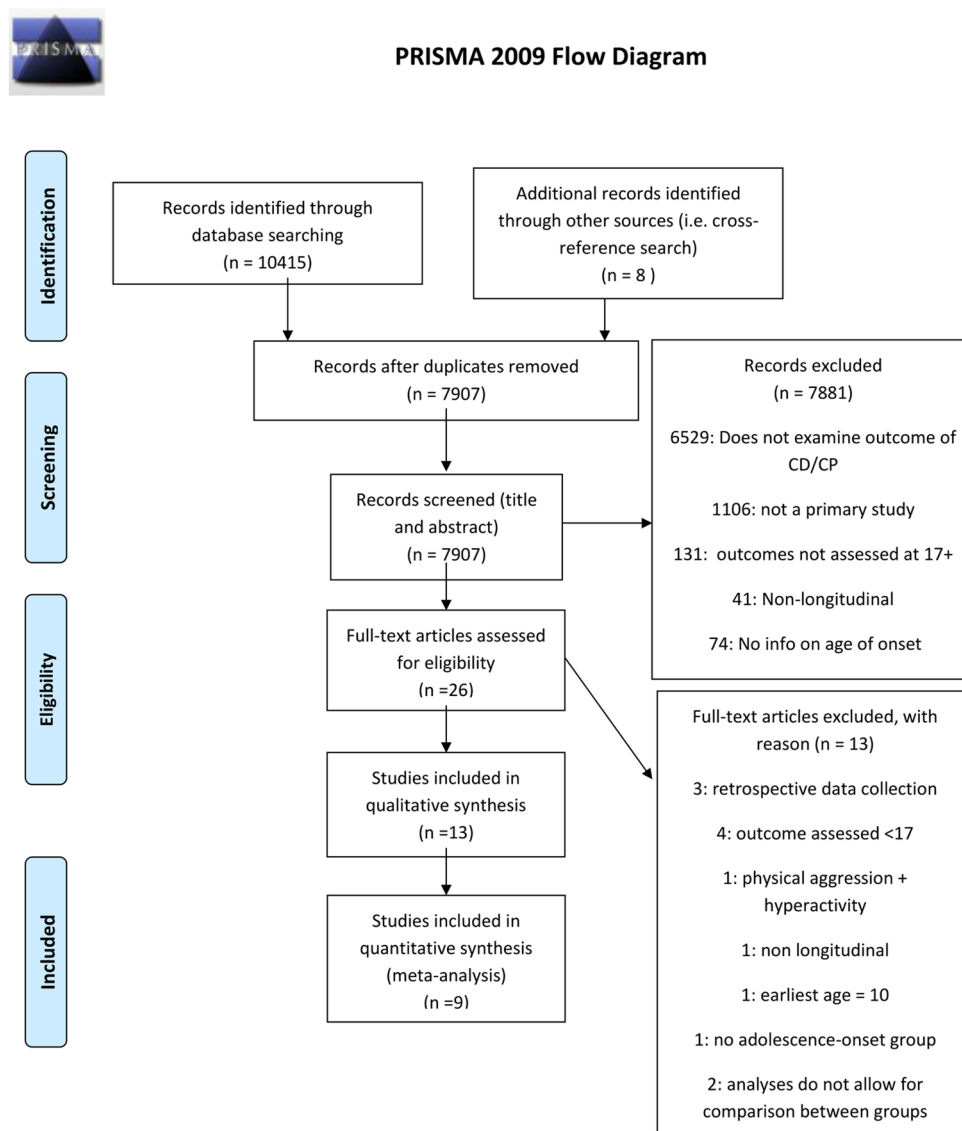 PRISMA
PRISMA 2009 Flow Diagram
Identification
Records identified through
database searching
(n = 10415)
Additional records identified
through other sources (i.e. cross-
reference search)
(n = 8 )
Records after duplicates removed
(n = 7907)
Screening
Records screened (title
and abstract)
(n = 7907)
Records excluded
(n = 7881)
6529: Does not examine outcome of
CD/CP
1106: not a primary study
131:  outcomes not assessed at 17+
41: Non-longitudinal
74: No info on age of onset
Eligibility
Full-text articles assessed
for eligibility
(n =26)
Full-text articles excluded, with
reason (n = 13)
3: retrospective data collection
4: outcome assessed <17
1: physical aggression +
hyperactivity
1: non longitudinal
1: earliest age = 10
1: no adolescence-onset group
2: analyses do not allow for
comparison between groups
Studies included in
qualitative synthesis
(n =13)
Included
Studies included in
quantitative synthesis
(meta-analysis)
(n =9)